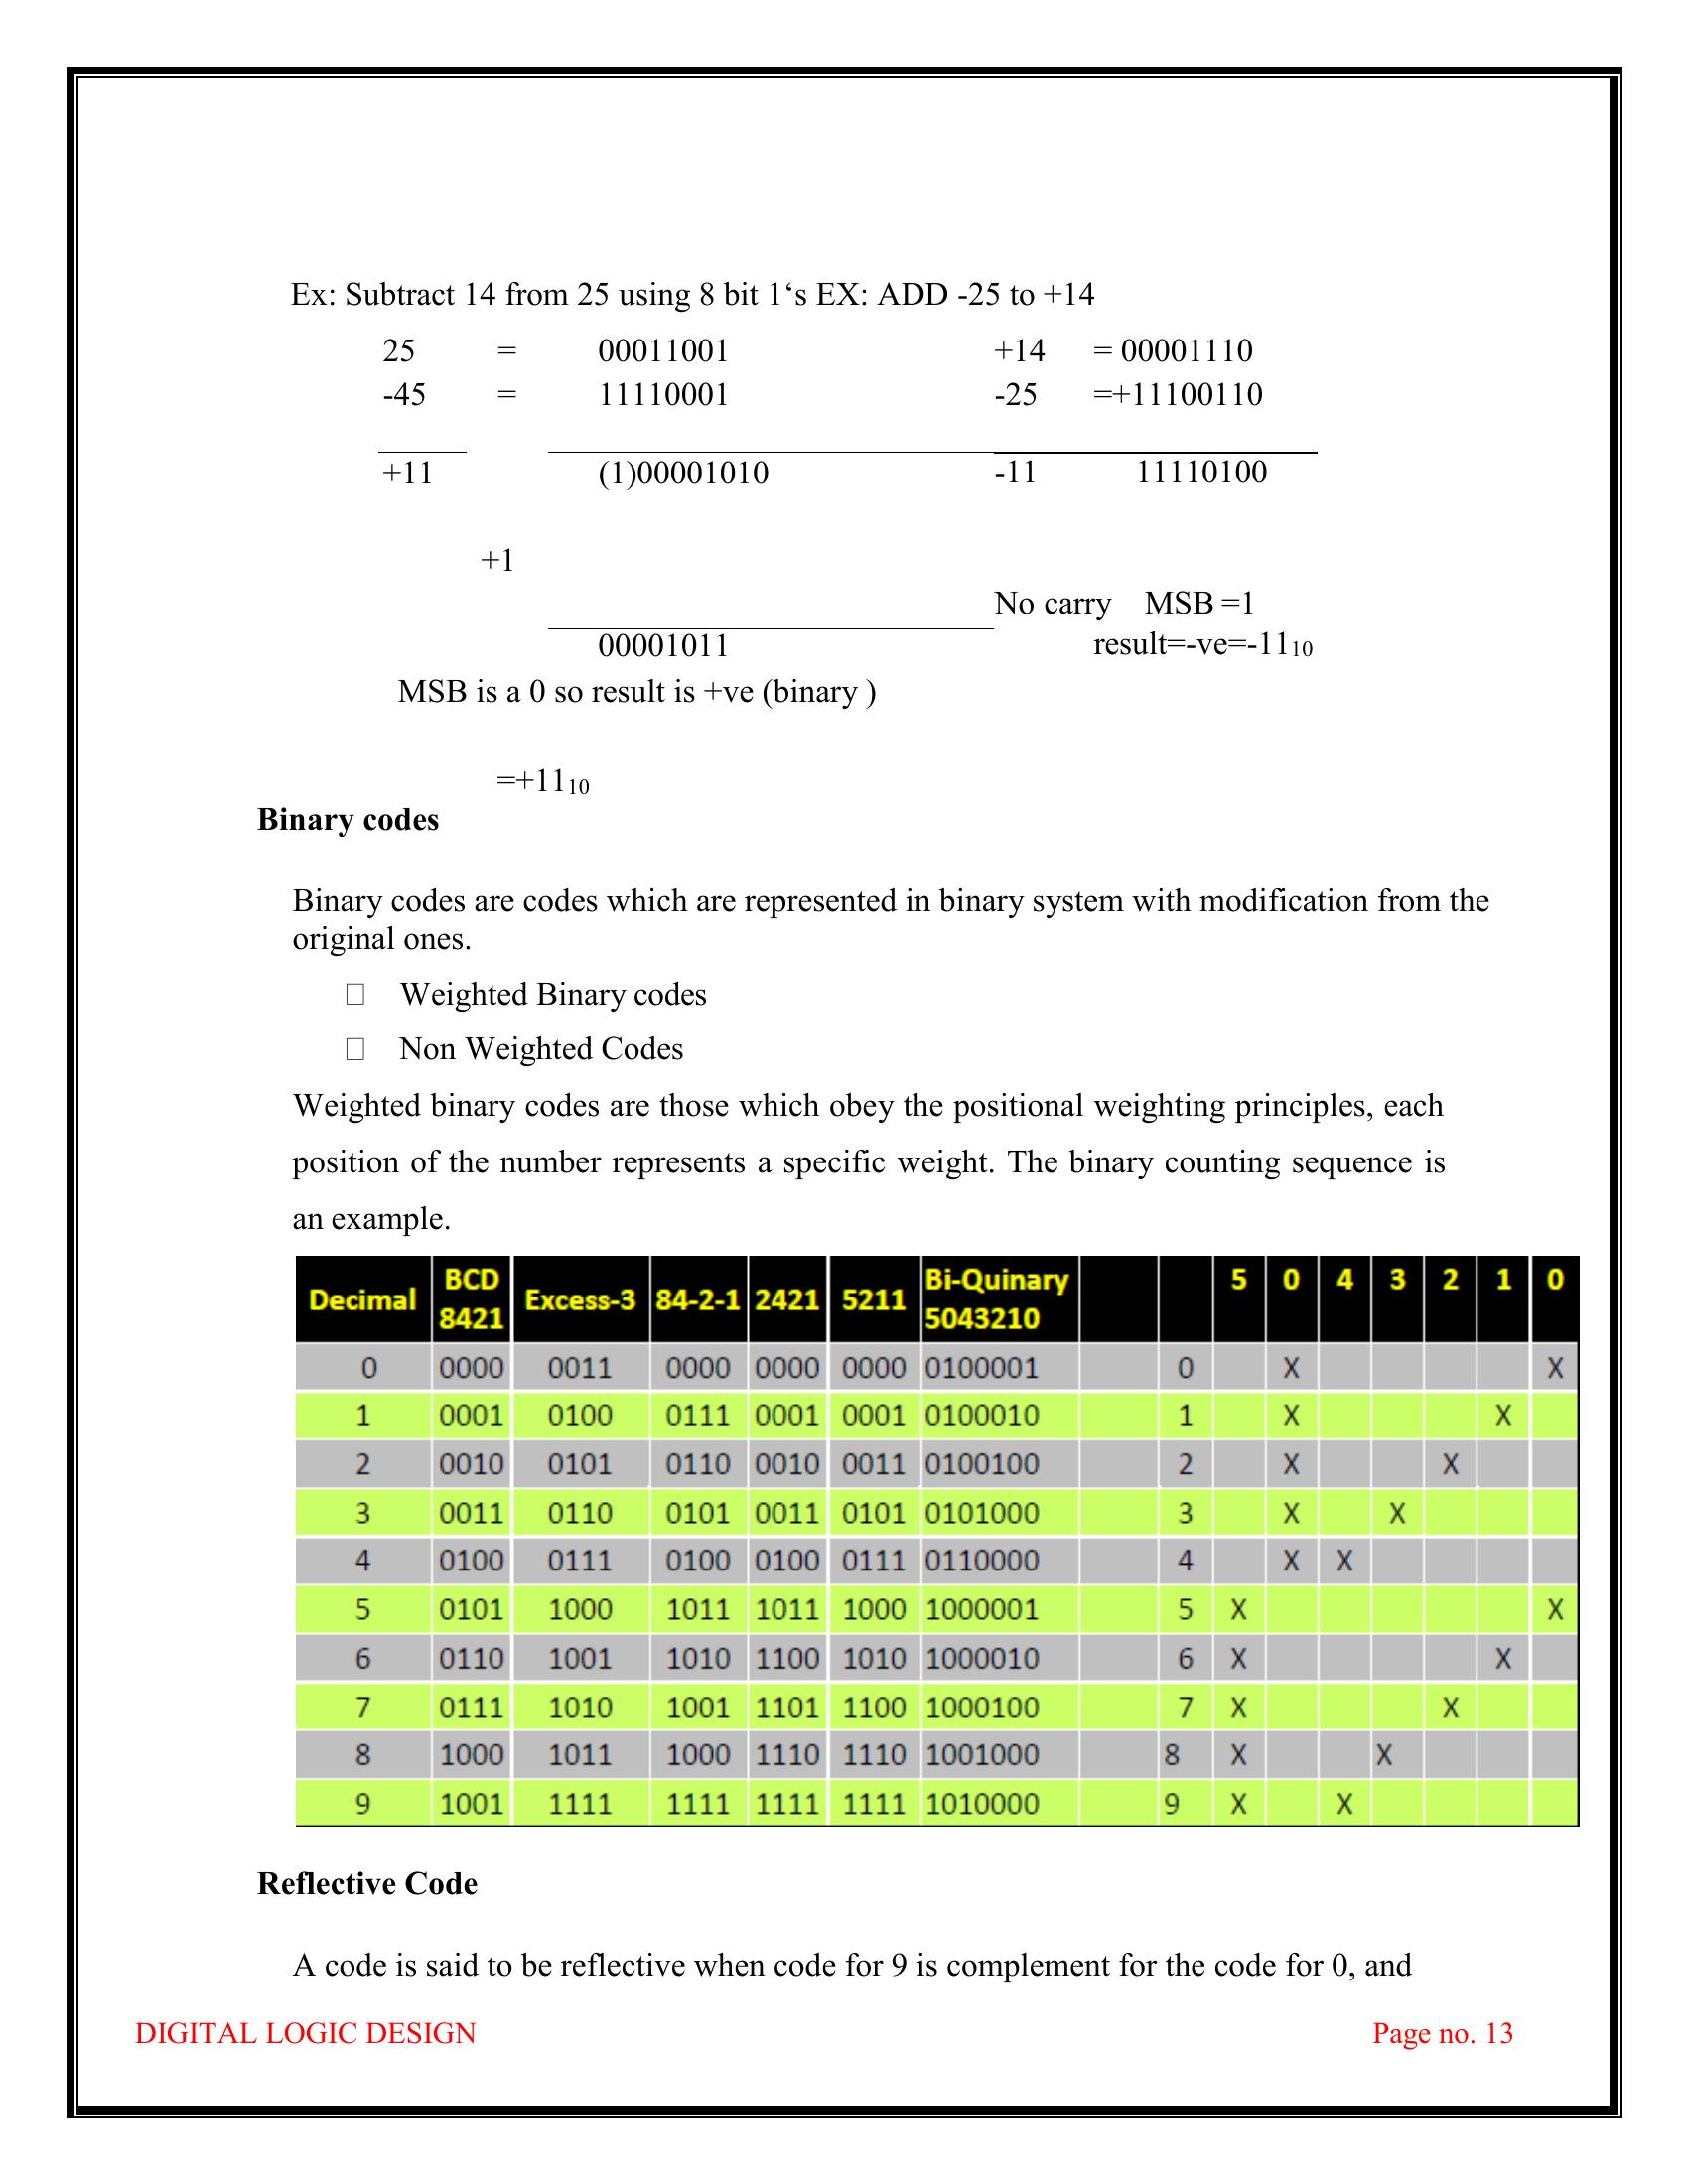 Ex: Subtract 14 from 25 using 8 bit 1‘s EX: ADD -25 to +14
25 = 00011001 +14 = 00001110
-45 = 11110001 -25 =+11100110
+11 (1)00001010 -11 11110100
+1
No carry MSB =1
00001011 result=-ve=-11₁₀
MSB is a 0 so result is +ve (binary )
=+11₁₀
Binary codes
Binary codes are codes which are represented in binary system with modification from the
original ones.
□ Weighted Binary codes
□ Non Weighted Codes
Weighted binary codes are those which obey the positional weighting principles, each
position of the number represents a specific weight. The binary counting sequence is
an example.
Decimal BCD 8421 Excess-3 84-2-1 2421 5211 Bi-Quinary 5043210 5 0 4 3 2 1 0
0 0000 0011 0000 0000 0000 0100001 0 X X
1 0001 0100 0111 0001 0001 0100010 1 X X
2 0010 0101 0110 0010 0011 0100100 2 X X
3 0011 0110 0101 0011 0101 0101000 3 X X
4 0100 0111 0100 0100 0111 0110000 4 X X
5 0101 1000 1011 1011 1000 1000001 5 X X
6 0110 1001 1010 1100 1010 1000010 6 X X
7 0111 1010 1001 1101 1100 1000100 7 X X
8 1000 1011 1000 1110 1110 1001000 8 X X
9 1001 1111 1111 1111 1111 1010000 9 X X
Reflective Code
A code is said to be reflective when code for 9 is complement for the code for 0, and
DIGITAL LOGIC DESIGN Page no. 13